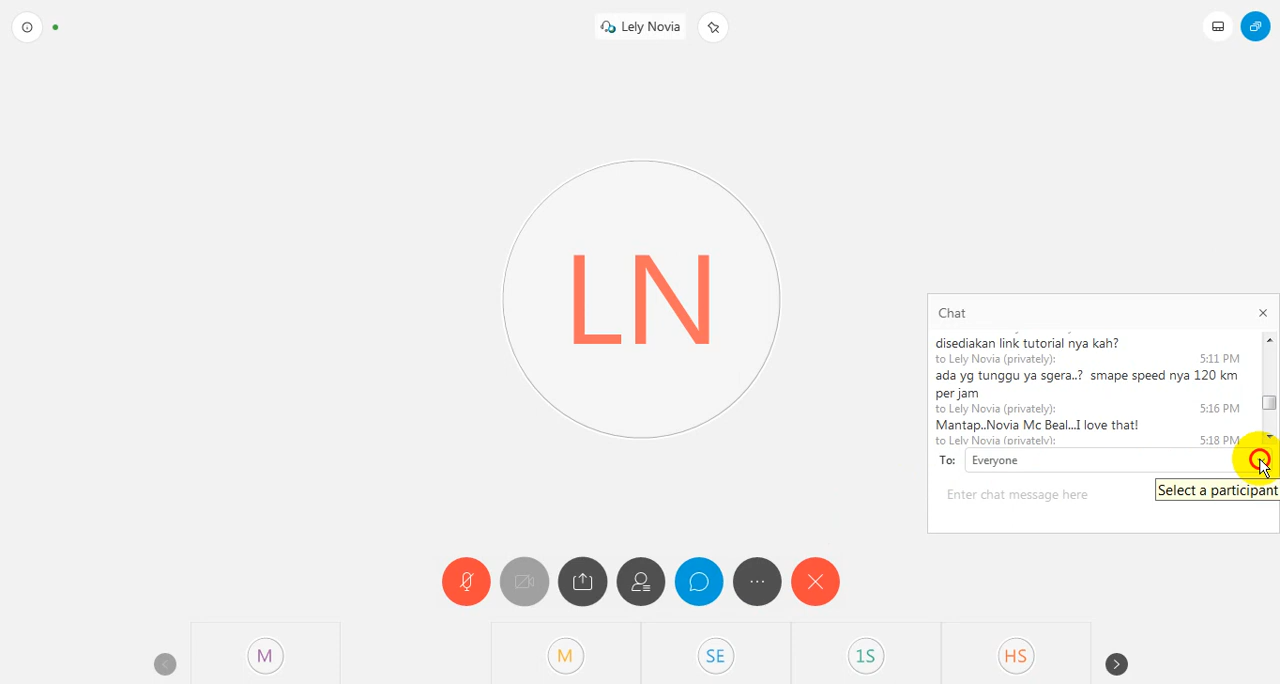 Lely Novia
LN
Chat
disediakan link tutorial nya kah?
to Lely Novia (privately): 5:11 PM
ada yg tunggu ya sgera..? smape speed nya 120 km
per jam
to Lely Novia (privately): 5:16 PM
Mantap..Novia Mc Beal...I love that!
to Lely Novia (privately): 5:18 PM
To: Everyone
Select a participant
Enter chat message here
M
M
SE
1S
HS